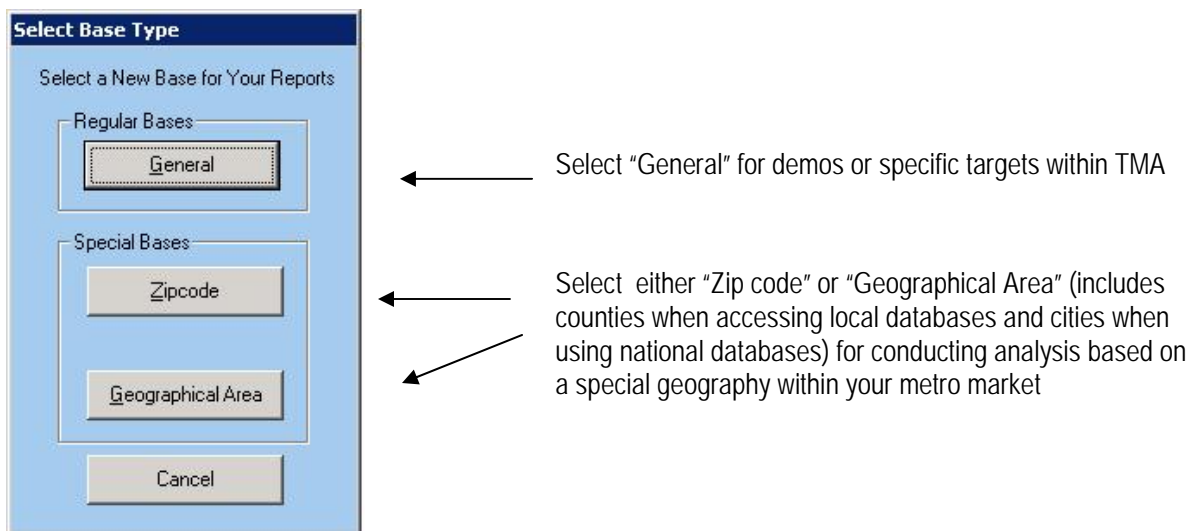 Select Base Type
Select a New Base for Your Reports
Regular Bases
General
Select “General” for demos or specific targets within TMA
Special Bases
Zipcode
Select either “Zip code” or “Geographical Area” (includes
counties when accessing local databases and cities when
using national databases) for conducting analysis based on
a special geography within your metro market
Geographical Area
Cancel